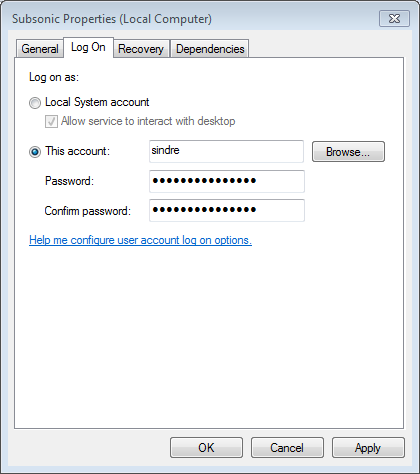 Subsonic Properties (Local Computer)
General Log On Recovery Dependencies
Log on as:
Local System account
Allow service to interact with desktop
This account: sindre Browse...
Password: •••••••••••••••
Confirm password: •••••••••••••••
Help me configure user account log on options.
OK Cancel Apply